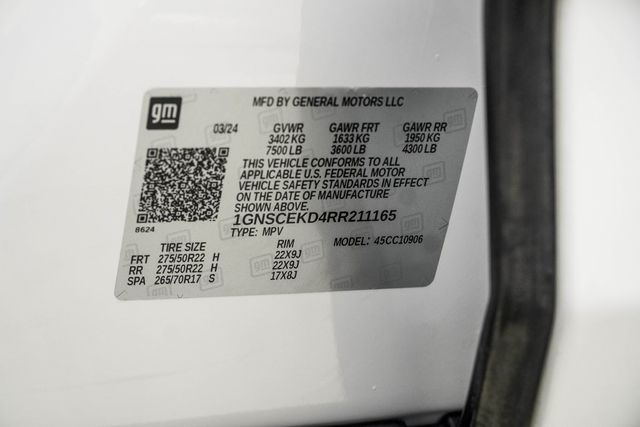 gm
MFD BY GENERAL MOTORS LLC
03/24 GVWR GAWR FRT GAWR RR
3402 KG 1633 KG 1950 KG
7500 LB 3600 LB 4300 LB
THIS VEHICLE CONFORMS TO ALL
APPLICABLE U.S. FEDERAL MOTOR
VEHICLE SAFETY STANDARDS IN EFFECT
ON THE DATE OF MANUFACTURE
SHOWN ABOVE.
8624
1GNSCEKD4RR211165
TYPE: MPV
MODEL: 45CC10906
TIRE SIZE RIM
FRT 275/50R22 H 22X9J
RR 275/50R22 H 22X9J
SPA 265/70R17 S 17X8J